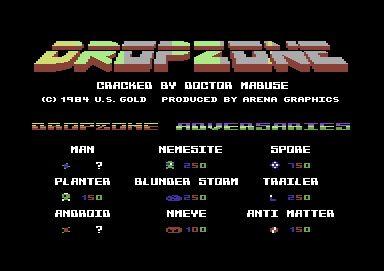 DROPZONE
CRACKED BY DOCTOR MABUSE
(C) 1984 U.S. GOLD PRODUCED BY ARENA GRAPHICS
DROPZONE ADVERSARIES
MAN NEMESITE SPORE
? 250 750
PLANTER BLUNDER STORM TRAILER
150 250 250
ANDROID NMEYE ANTI MATTER
? 100 150